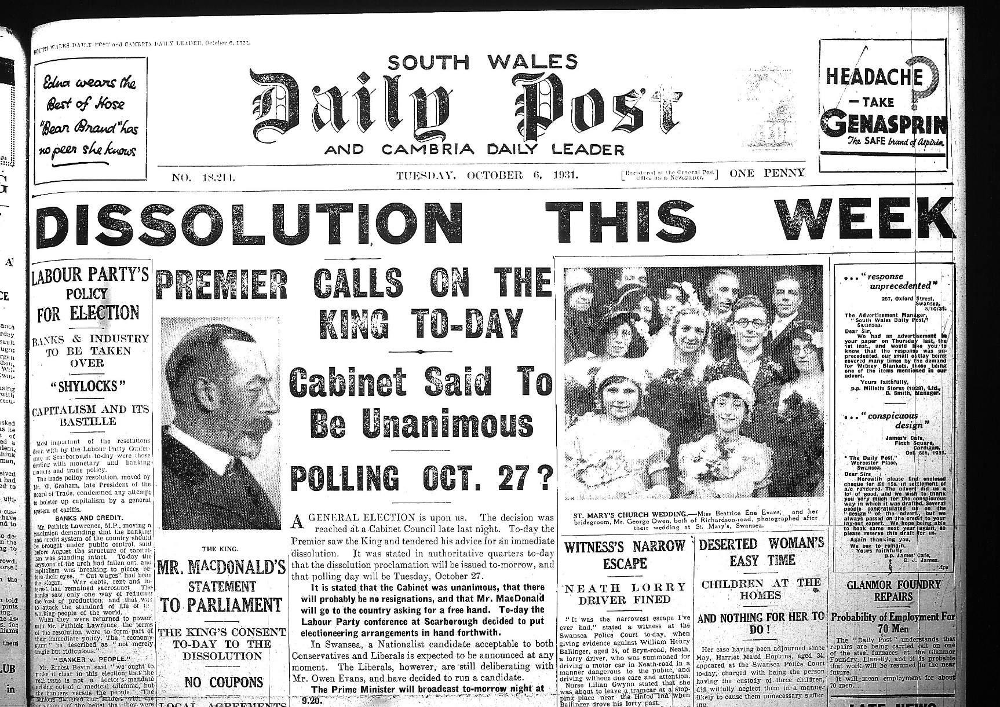 SOUTH WALES DAILY POST and CAMBRIA DAILY LEADER, October 6, 1931.
Edna wears the
Best of Hose
"Bear Brand" has
no peer she knows
SOUTH WALES
Daily Post
AND CAMBRIA DAILY LEADER
HEADACHE?
— TAKE
GENASPRIN
The SAFE brand of Aspirin
NO. 18,214.
TUESDAY, OCTOBER 6, 1931.
[Registered at the General Post
Office as a Newspaper.]
ONE PENNY
DISSOLUTION THIS WEEK
LABOUR PARTY'S
POLICY
FOR ELECTION
BANKS & INDUSTRY
TO BE TAKEN
OVER
"SHYLOCKS"
CAPITALISM AND ITS
BASTILLE
Most important of the resolutions
dealt with by the Labour Party Confer-
ence at Scarborough to-day were those
dealing with monetary and banking
matters and trade policy.
The trade policy resolution, moved by
Mr. W. Graham, late President of the
Board of Trade, condemned any attempt
to bolster up capitalism by a general
system of tariffs.
BANKS AND CREDIT.
Mr. Pethick Lawrence, M.P., moving a
resolution demanding that the banking
and credit system of the country should
be brought under public control, said
before August the structure of capital-
ism was standing intact. To-day the
keystone of the arch had fallen out, and
capitalism was breaking to pieces be-
fore their eyes. "Cut wages" had been
the slogan. War debts, rent and in-
terest had remained sacrosanct. The
banks saw only one way of reducing
the cost of production, and that was
to attack the standard of life of the
working people of the world.
When they were returned to power,
said Mr. Pethick Lawrence, the terms
of the resolution were to form part of
their immediate policy. The "economy
stunt" he described as "not merely
tragic but ridiculous."
"BANKER v. PEOPLE."
Mr. Ernest Bevin said "we ought to
make it clear in this election that the
real issue is not a doctor's mandate
arising out of a medical dilemma, but
the bankers versus the people. The
bankers flattered our leaders with the
acceptance of the belief that they were
PREMIER CALLS ON THE
KING TO-DAY
Cabinet Said To
Be Unanimous
POLLING OCT. 27?
THE KING.
MR. MACDONALD'S
STATEMENT
TO PARLIAMENT
THE KING'S CONSENT
TO-DAY TO THE
DISSOLUTION
NO COUPONS
LOCAL AGREEMENTS
A GENERAL ELECTION is upon us. The decision was
reached at a Cabinet Council late last night. To-day the
Premier saw the King and tendered his advice for an immediate
dissolution. It was stated in authoritative quarters to-day
that the dissolution proclamation will be issued to-morrow, and
that polling day will be Tuesday, October 27.
It is stated that the Cabinet was unanimous, that there
will probably be no resignations, and that Mr. MacDonald
will go to the country asking for a free hand. To-day the
Labour Party conference at Scarborough decided to put
electioneering arrangements in hand forthwith.
In Swansea, a Nationalist candidate acceptable to both
Conservatives and Liberals is expected to be announced at any
moment. The Liberals, however, are still deliberating with
Mr. Owen Evans, and have decided to run a candidate.
The Prime Minister will broadcast to-morrow night at
9.20.
ST. MARY'S CHURCH WEDDING.—Miss Beatrice Ena Evans, and her
bridegroom, Mr. George Owen, both of Richardson-road, photographed after
their wedding at St. Mary's, Swansea.
WITNESS'S NARROW
ESCAPE
NEATH LORRY
DRIVER FINED
"It was the narrowest escape I've
ever had," stated a witness at the
Swansea Police Court to-day, when
giving evidence against William Henry
Ballinger, aged 24, of Bryn-road, Neath,
a lorry driver, who was summoned for
driving a motor car in Neath-road in a
manner dangerous to the public, and
driving without due care and attention.
Nurse Lilian Gwynn stated that she
was about to leave a tramcar at a stop-
ping place near the Hafod Inn when
Ballinger drove his lorry past.
DESERTED WOMAN'S
EASY TIME
CHILDREN AT THE
HOMES
AND NOTHING FOR HER TO
DO!
Her case having been adjourned since
May, Harriet Maud Hopkins, aged 34,
appeared at the Swansea Police Court
to-day, charged with being the person
having the custody of three children,
did wilfully neglect them in a manner
likely to cause them unnecessary suffer
ing.
... "response
unprecedented"
257, Oxford Street,
Swansea,
5/10/31.
The Advertisement Manager,
"South Wales Daily Post,"
Swansea.
Dear Sir,
We had an advertisement in
your paper on Thursday last, the
1st inst., and would like you to
know that the response was un-
precedented, our small outlay being
covered many times by the demand
for Witney Blankets, these being
one of the items mentioned in our
advert.
Yours faithfully,
p.p. Milletts Stores (1928), Ltd.,
B. Smith, Manager.
... "conspicuous
design"
James's Cafe,
Finch Square,
Cardigan,
Oct. 5th, 1931.
"The Daily Post,"
Worcester Place,
Swansea
Dear Sirs
Herewtih please find enclosed
cheque for £1 15s. in settlement of
a/o rendered. The advert did us a
lot of good, and we wish to thank
you very much for the conspicuous
way in which it was drafted. Several
people congratulated us on the
"design" of the advert., but we
always passed on the credit to your
lay-out expert. We hope being able
to book same next year again, so
please reserve this draft for us.
Again thanking you,
We beg to remain,
Yours faithfully
p.p. James' Cafe,
G. J. James.
dps
GLANMOR FOUNDRY
REPAIRS
Probability of Employment For
70 Men
The "Daily Post" understands that
repairs are being carried out on one
of the steel furnaces at the Glanmor
Foundry, Llanelly, and it is probable
that work will be resumed in the near
future.
It will mean employment for about
70 men.
LATE NEWS